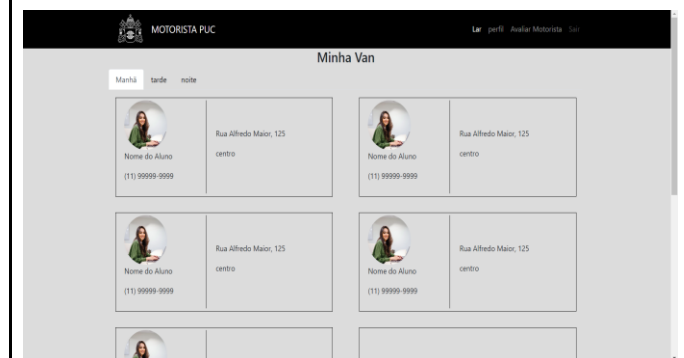 MOTORISTA PUC
Lar perfil Avaliar Motorista Sair
Minha Van
Manhã tarde noite
Rua Alfredo Maior, 125
centro
Nome do Aluno
(11) 99999-9999
Rua Alfredo Maior, 125
centro
Nome do Aluno
(11) 99999-9999
Rua Alfredo Maior, 125
centro
Nome do Aluno
(11) 99999-9999
Rua Alfredo Maior, 125
centro
Nome do Aluno
(11) 99999-9999